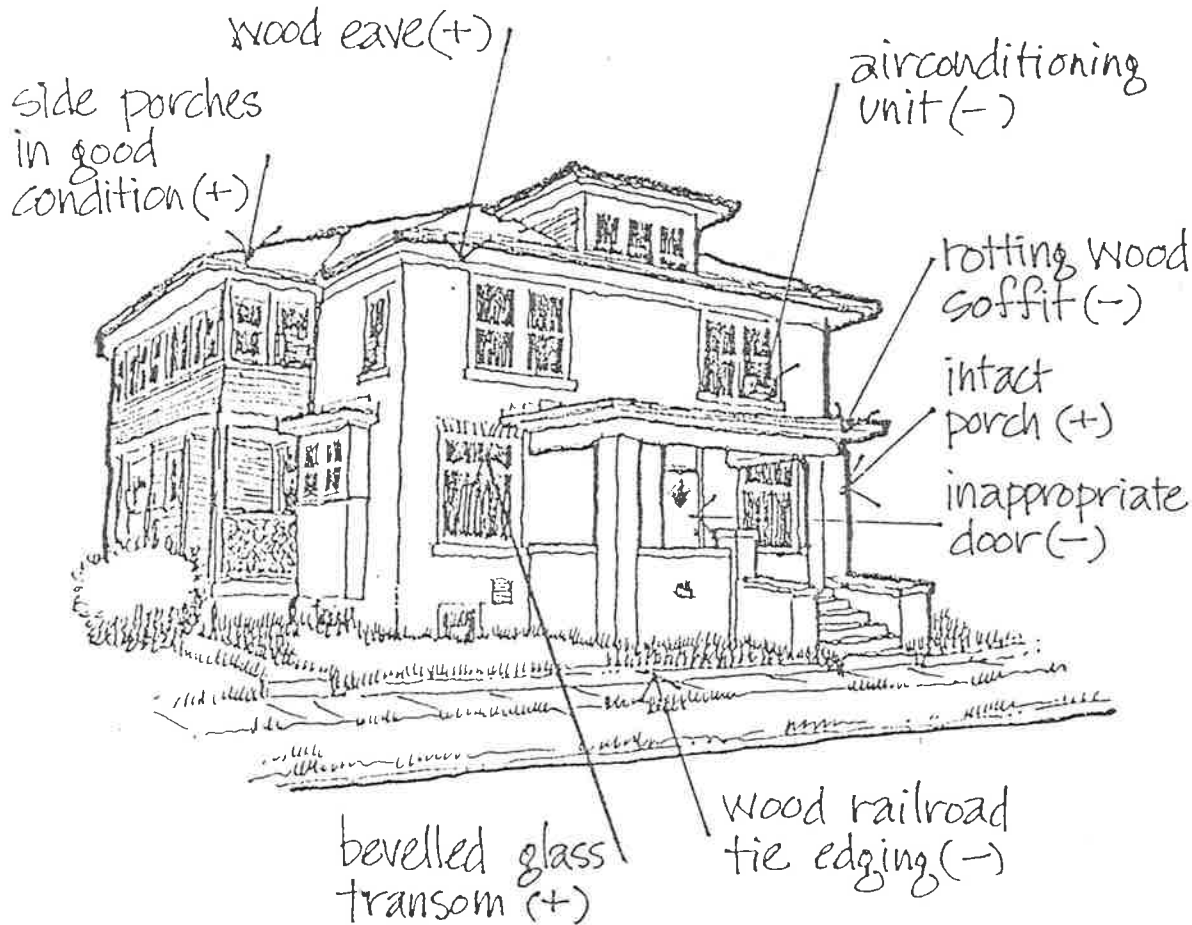 wood eave (+)
side porches
in good
condition (+)
airconditioning
unit (-)
rotting wood
soffit (-)
intact
porch (+)
inappropriate
door (-)
bevelled glass
transom (+)
wood railroad
tie edging (-)